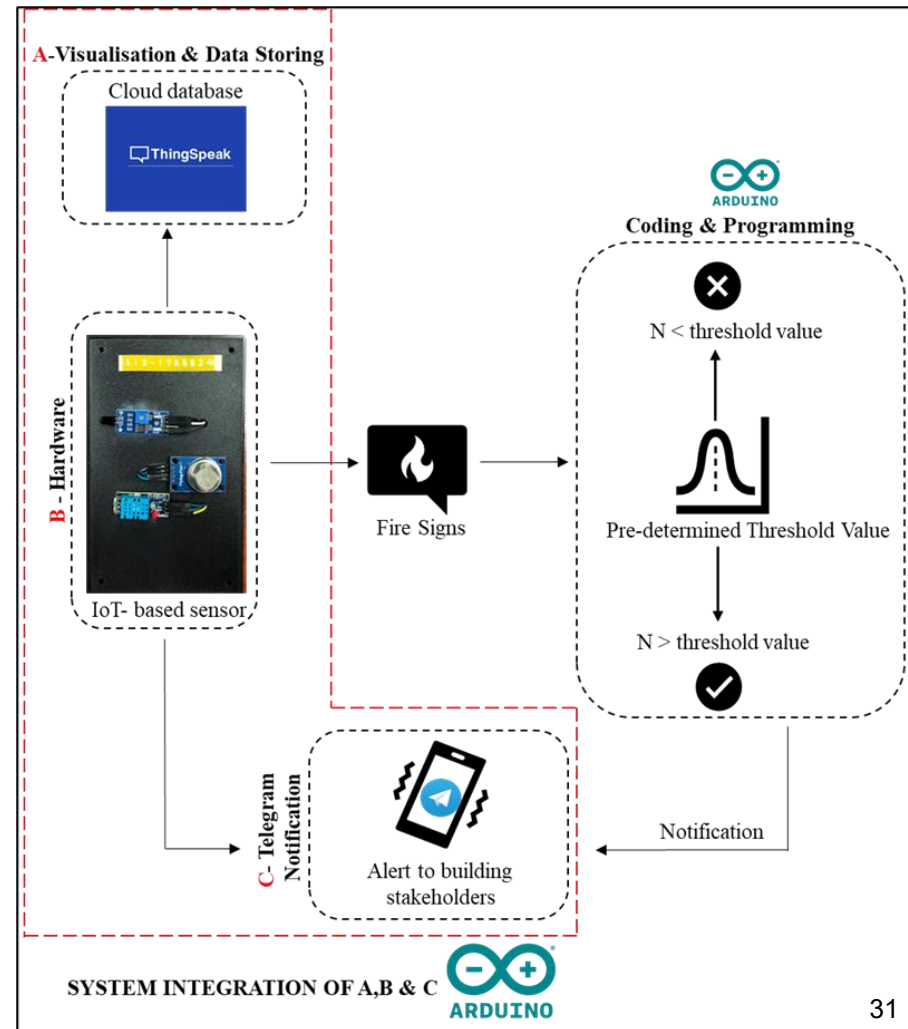 A-Visualisation & Data Storing
Cloud database
ThingSpeak
ARDUINO
Coding & Programming
N < threshold value
Pre-determined Threshold Value
N > threshold value
B - Hardware
IoT- based sensor
Fire Signs
C- Telegram
Notification
Alert to building
stakeholders
Notification
SYSTEM INTEGRATION OF A,B & C
ARDUINO
31